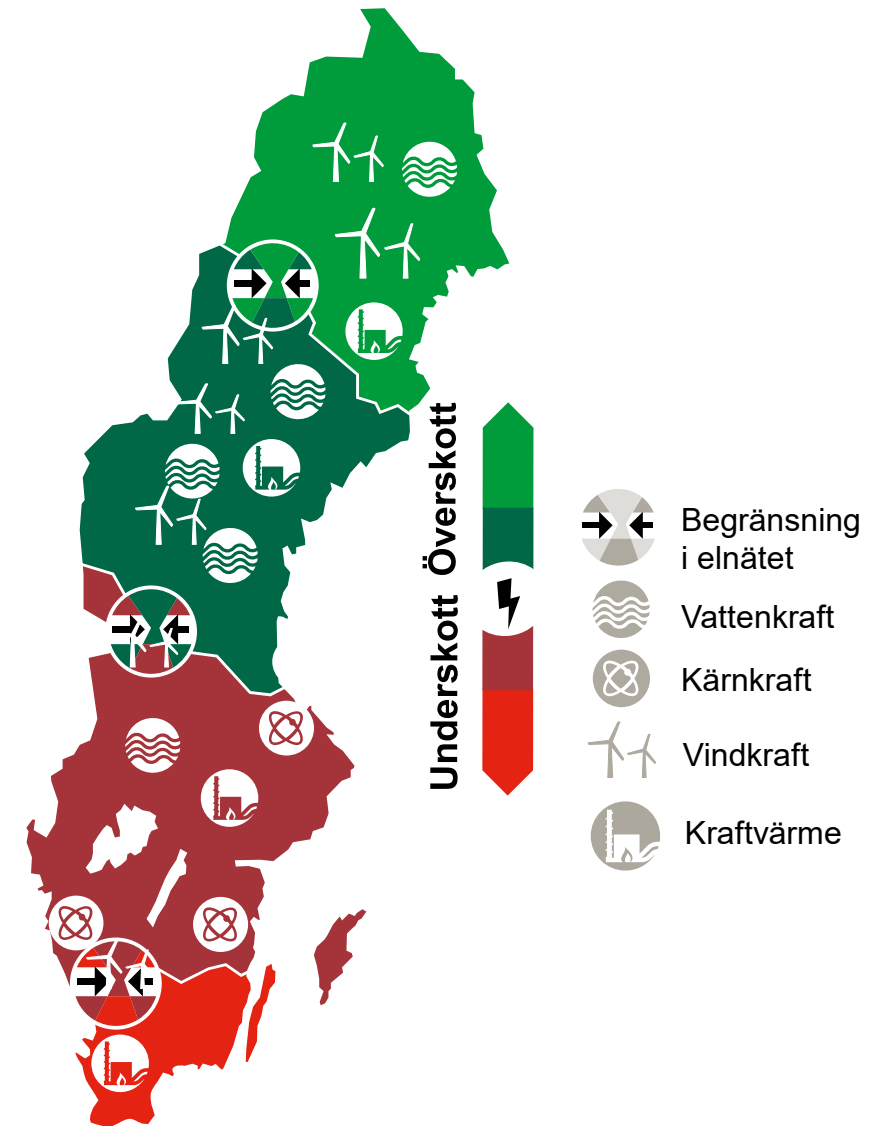 Överskott
Underskott
Begränsning
i elnätet
Vattenkraft
Kärnkraft
Vindkraft
Kraftvärme